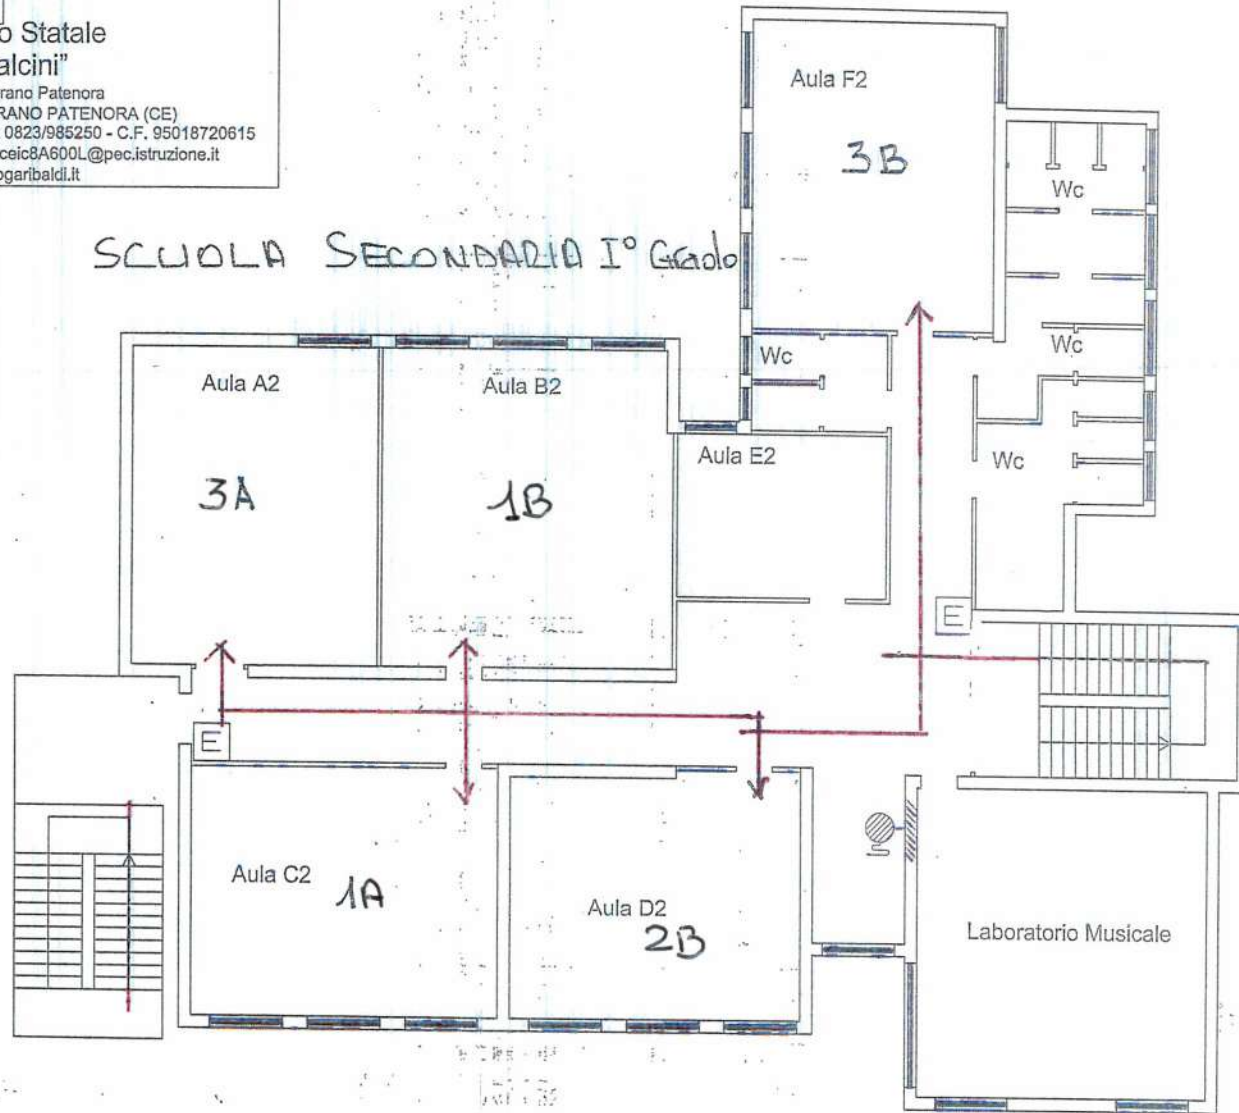 o Statale
alcini"
rano Patenora
RANO PATENORA (CE)
0823/985250 - C.F. 95018720615
ceic8A600L@pec.istruzione.it
ogaribaldi.it
SCUOLA SECONDARIA I° Grado
Aula F2
3B
Wc
Wc
Wc
Wc
Aula A2
3A
Aula B2
1B
Aula E2
E
E
Aula C2
1A
Aula D2
2B
Laboratorio Musicale